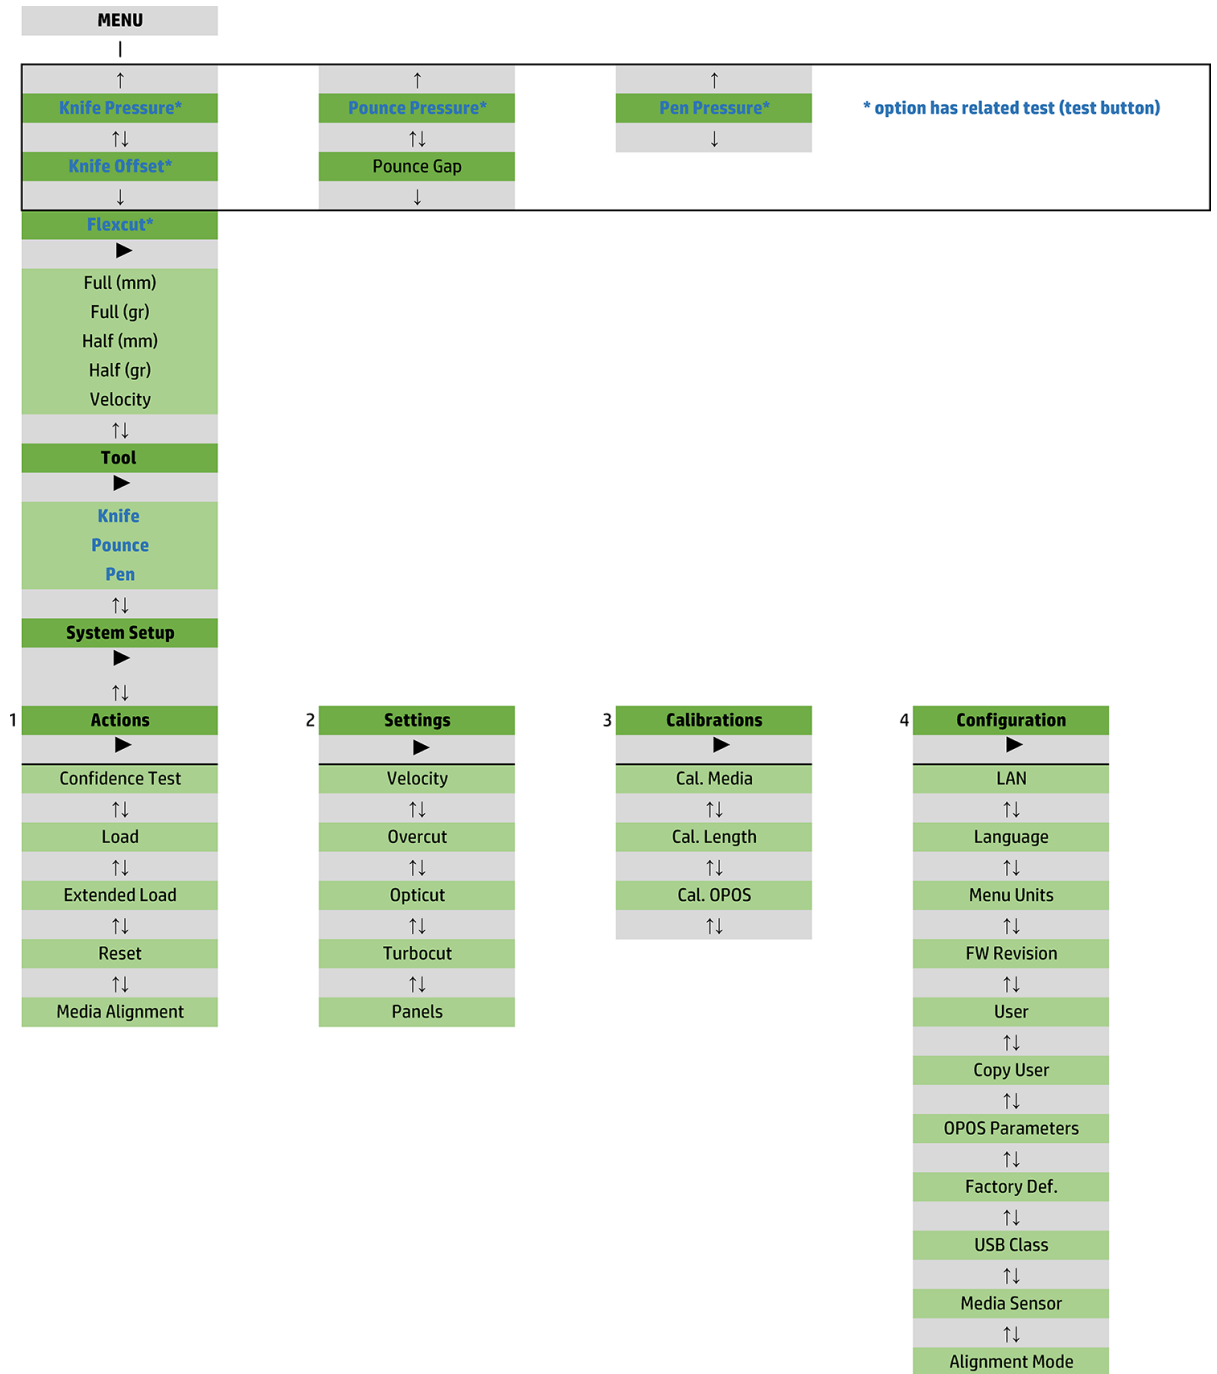 MENU
Knife Pressure*
Pounce Pressure*
Pen Pressure*
* option has related test (test button)
Knife Offset*
Pounce Gap
Flexcut*
Full (mm)
Full (gr)
Half (mm)
Half (gr)
Velocity
Tool
Knife
Pounce
Pen
System Setup
1 Actions
Confidence Test
Load
Extended Load
Reset
Media Alignment
2 Settings
Velocity
Overcut
Opticut
Turbocut
Panels
3 Calibrations
Cal. Media
Cal. Length
Cal. OPOS
4 Configuration
LAN
Language
Menu Units
FW Revision
User
Copy User
OPOS Parameters
Factory Def.
USB Class
Media Sensor
Alignment Mode